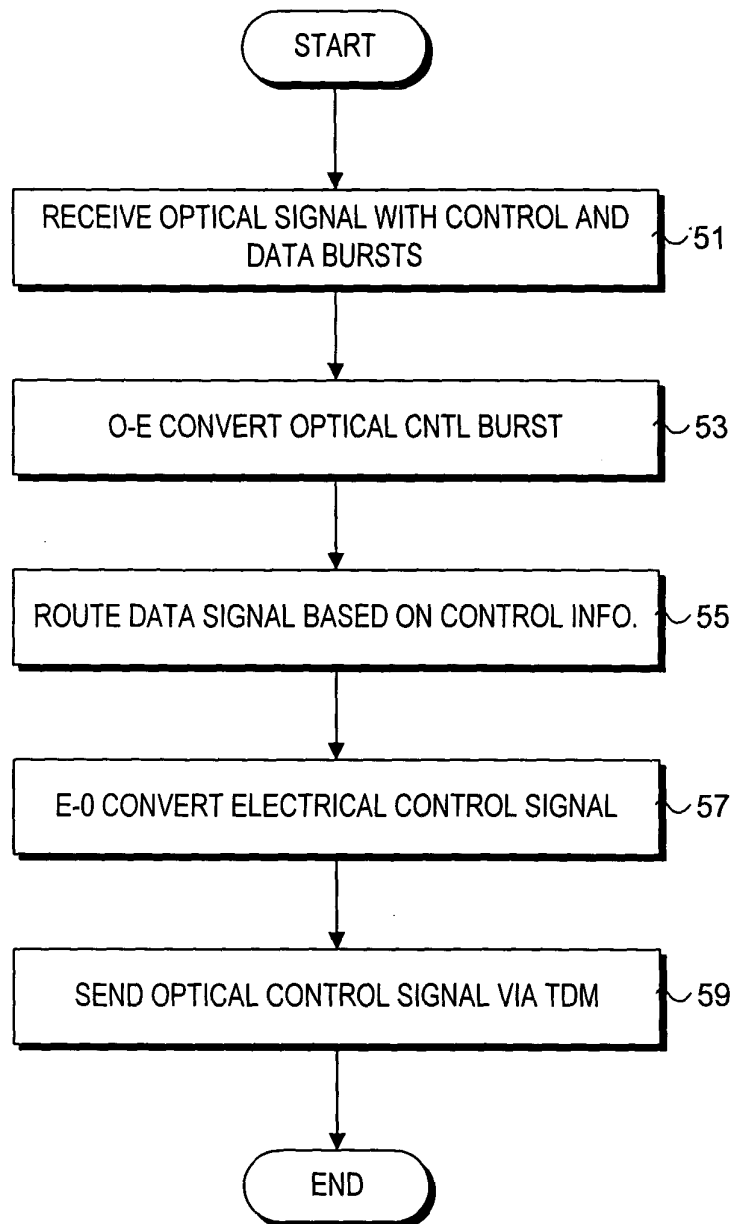 START
RECEIVE OPTICAL SIGNAL WITH CONTROL AND
DATA BURSTS
51
O-E CONVERT OPTICAL CNTL BURST
53
ROUTE DATA SIGNAL BASED ON CONTROL INFO.
55
E-0 CONVERT ELECTRICAL CONTROL SIGNAL
57
SEND OPTICAL CONTROL SIGNAL VIA TDM
59
END